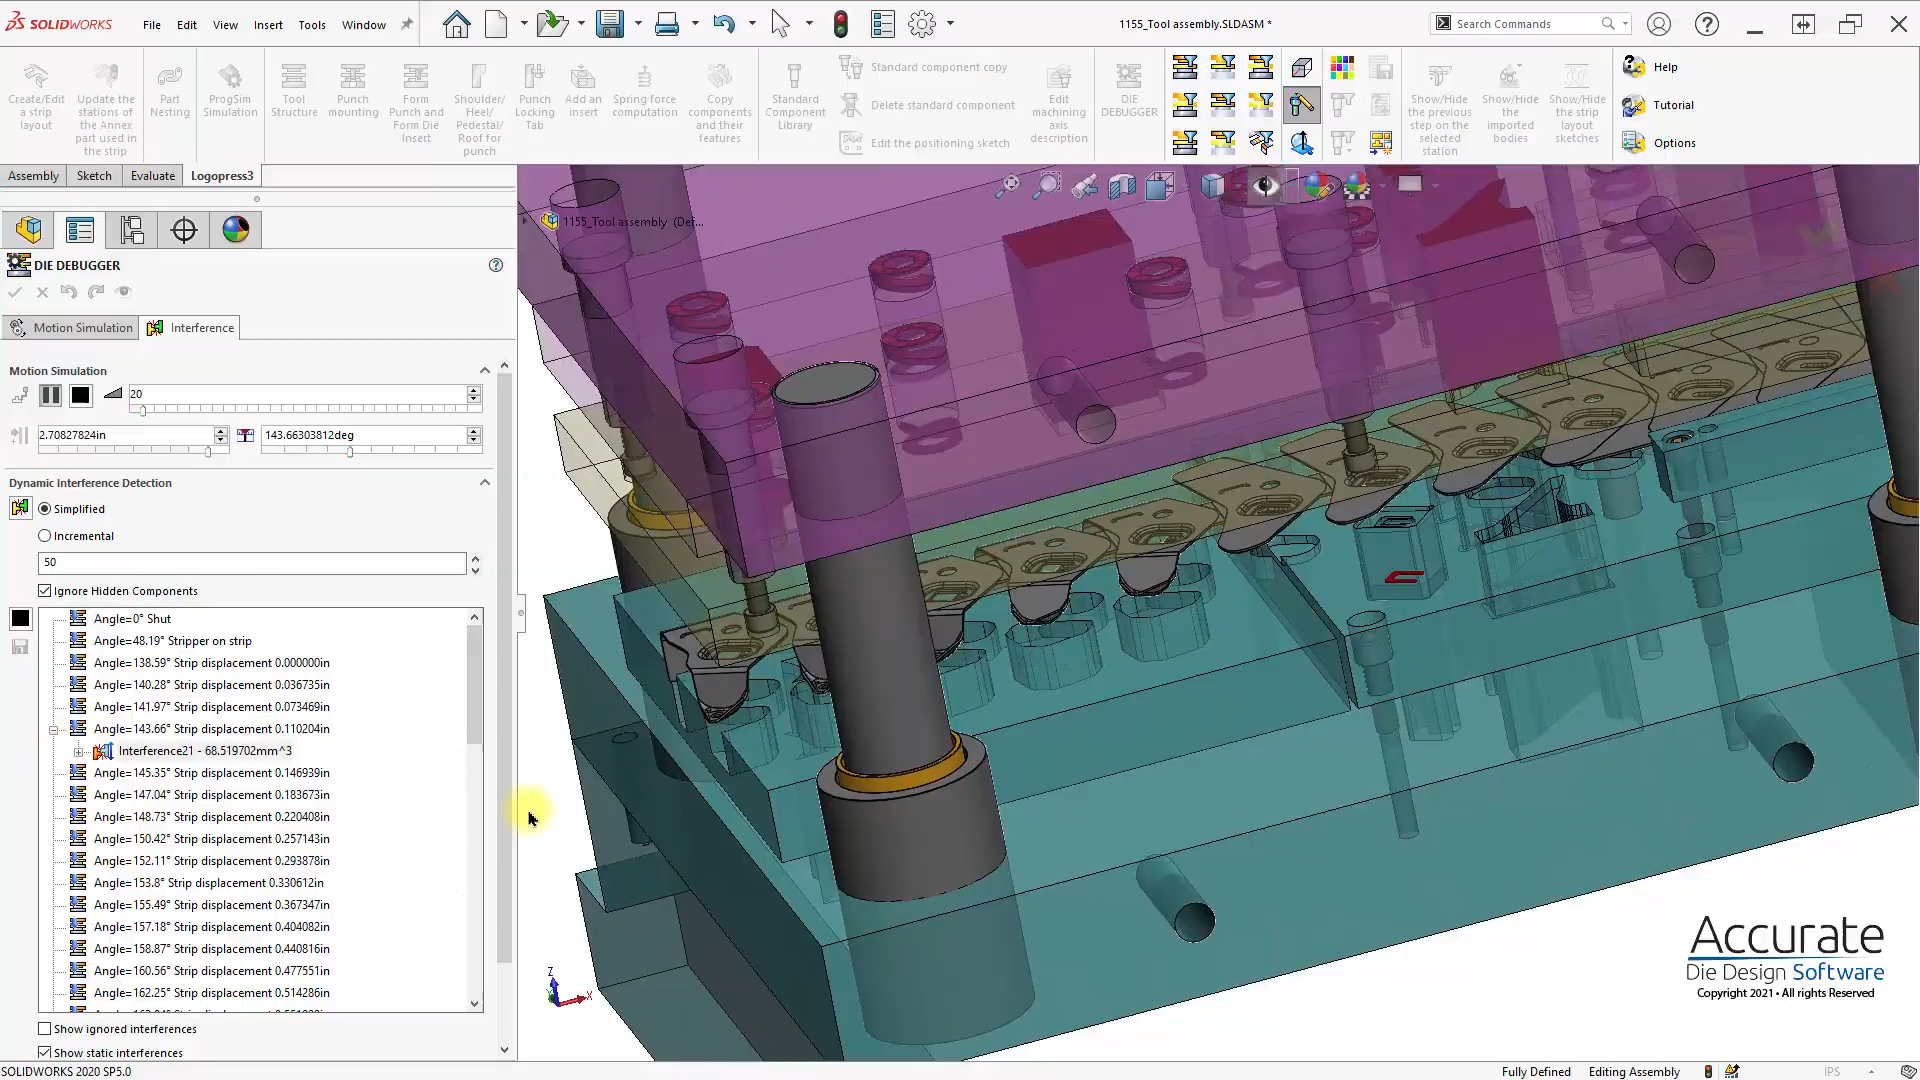 SOLIDWORKS
File Edit View Insert Tools Window
1155_Tool assembly.SLDASM *
Search Commands
Create/Edit
a strip
layout
Update the
stations of
the Annex
part used in
the strip
Part
Nesting
ProgSim
Simulation
Tool
Structure
Punch
mounting
Form
Punch and
Form Die
Insert
Shoulder/
Heel/
Pedestal/
Roof for
punch
Punch
Locking
Tab
Add an
insert
Spring force
computation
Copy
components
and their
features
Standard
Component
Library
Standard component copy
Delete standard component
Edit the positioning sketch
Edit
machining
axis
description
DIE
DEBUGGER
Show/Hide
the previous
step on the
selected
station
Show/Hide
the
imported
bodies
Show/Hide
the strip
layout
sketches
Help
Tutorial
Options
Assembly Sketch Evaluate Logopress3
1155_Tool assembly (Def...
DIE DEBUGGER
Motion Simulation Interference
Motion Simulation
20
2.70827824in 143.66303812deg
Dynamic Interference Detection
Simplified
Incremental
50
Ignore Hidden Components
Angle=0° Shut
Angle=48.19° Stripper on strip
Angle=138.59° Strip displacement 0.000000in
Angle=140.28° Strip displacement 0.036735in
Angle=141.97° Strip displacement 0.073469in
Angle=143.66° Strip displacement 0.110204in
Interference21 - 68.519702mm^3
Angle=145.35° Strip displacement 0.146939in
Angle=147.04° Strip displacement 0.183673in
Angle=148.73° Strip displacement 0.220408in
Angle=150.42° Strip displacement 0.257143in
Angle=152.11° Strip displacement 0.293878in
Angle=153.8° Strip displacement 0.330612in
Angle=155.49° Strip displacement 0.367347in
Angle=157.18° Strip displacement 0.404082in
Angle=158.87° Strip displacement 0.440816in
Angle=160.56° Strip displacement 0.477551in
Angle=162.25° Strip displacement 0.514286in
Show ignored interferences
Show static interferences
Z
X
Accurate
Die Design Software
Copyright 2021 • All rights Reserved
SOLIDWORKS 2020 SP5.0
Fully Defined Editing Assembly IPS